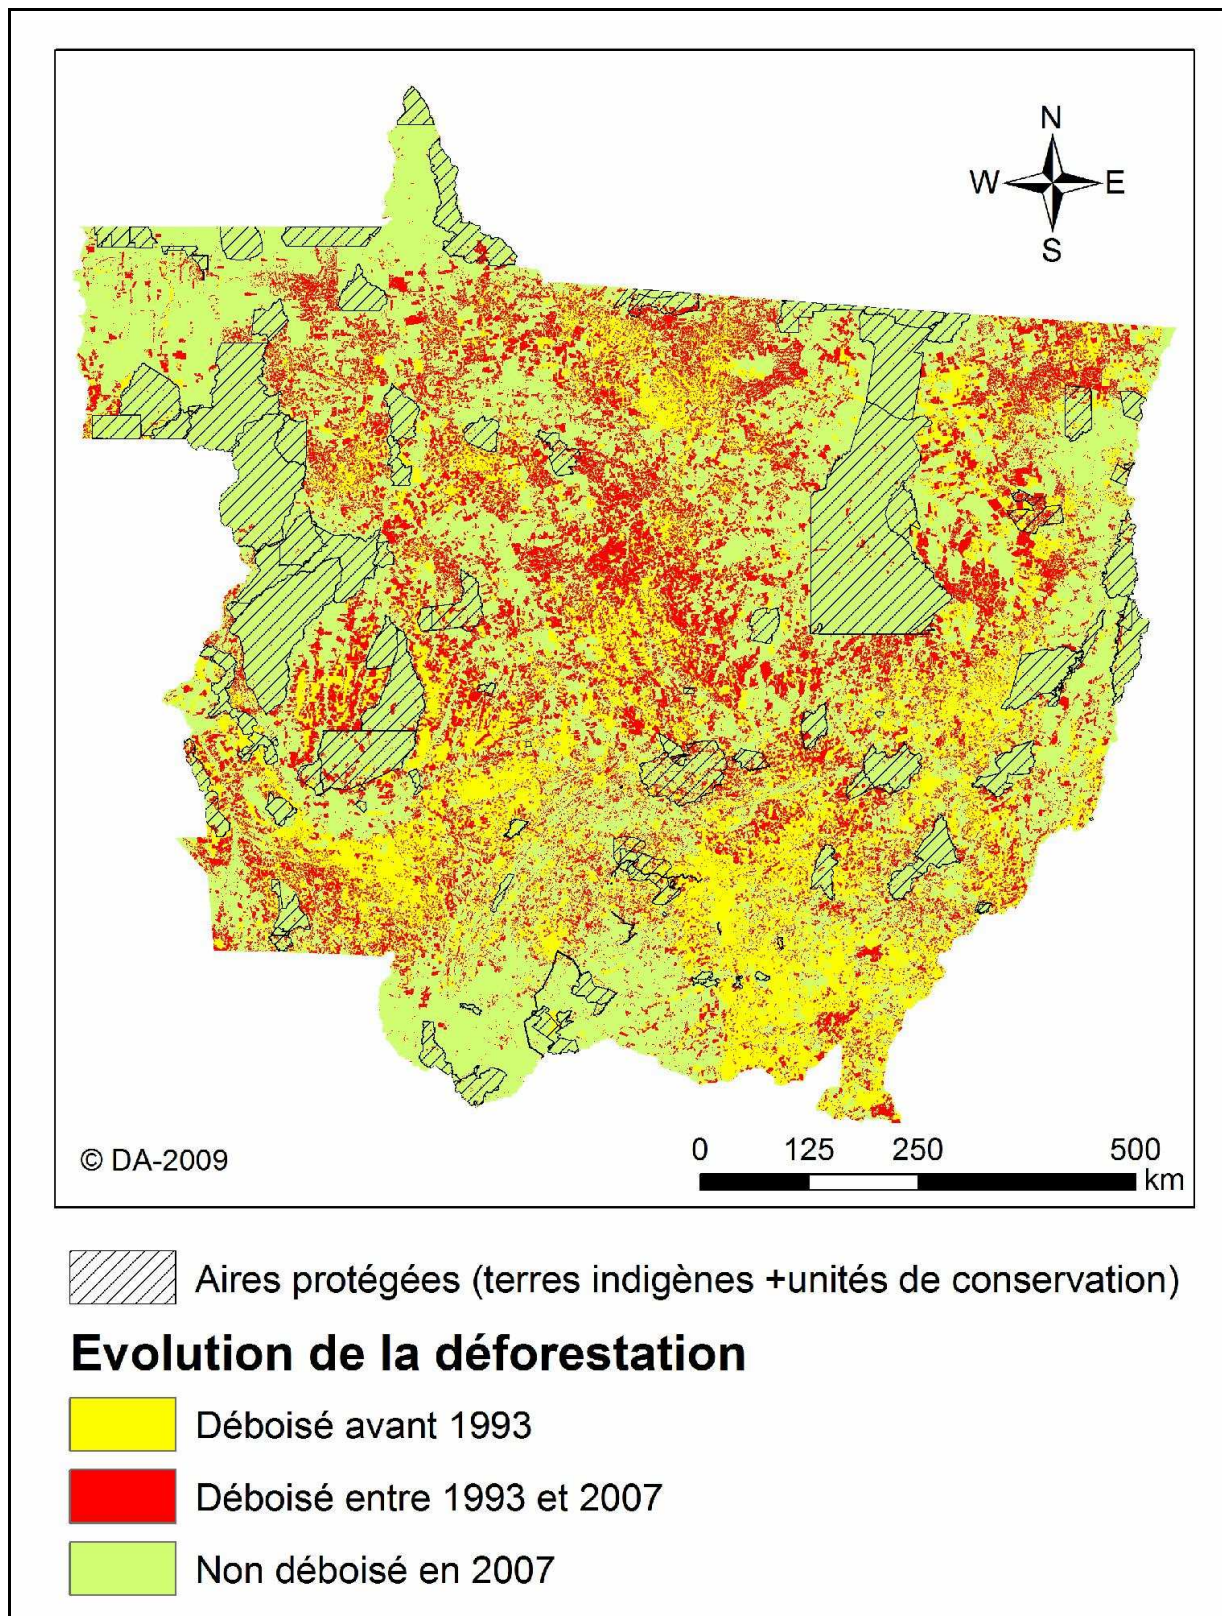 N
W E
S
© DA-2009
0 125 250 500
km
Aires protégées (terres indigènes +unités de conservation)
Evolution de la déforestation
Déboisé avant 1993
Déboisé entre 1993 et 2007
Non déboisé en 2007